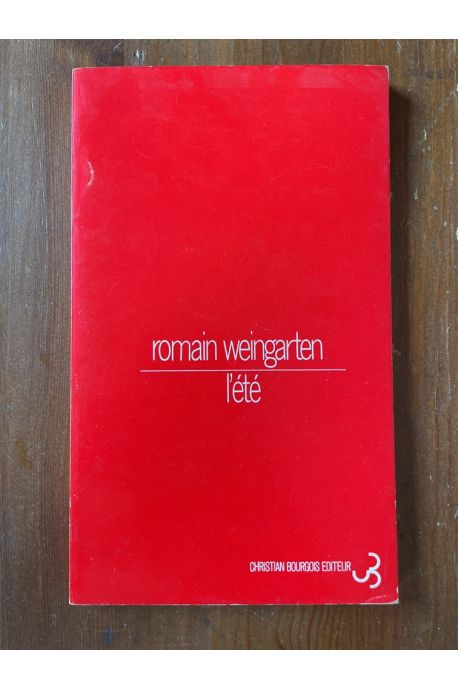 romain weingarten
l'été
CHRISTIAN BOURGOIS EDITEUR